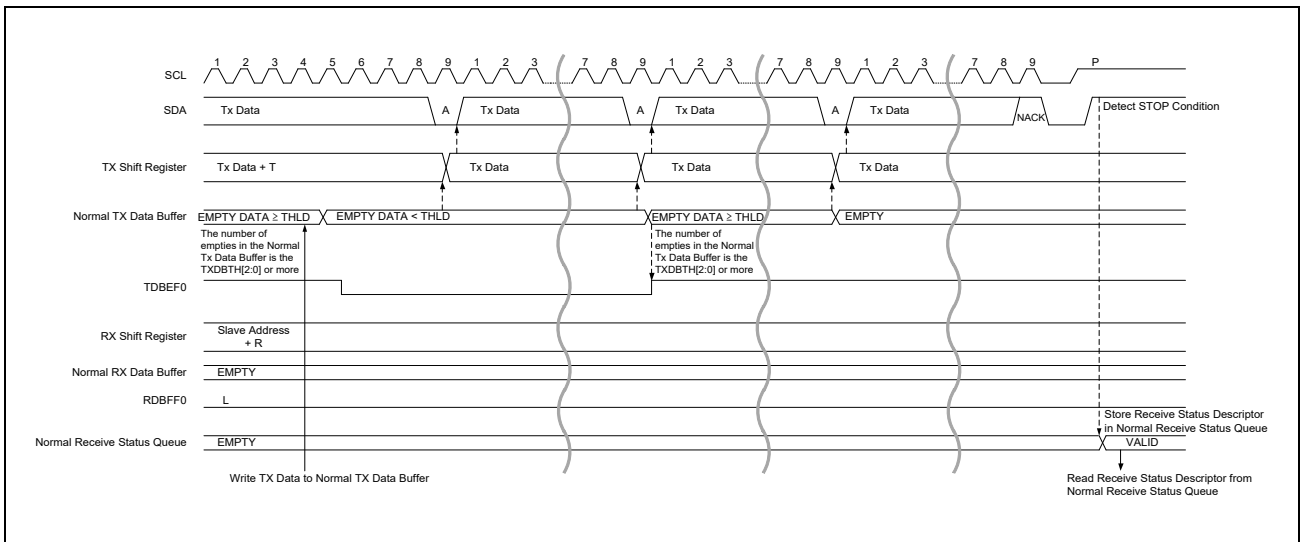 1 2 3 4 5 6 7 8 9 1 2 3 7 8 9 1 2 3 7 8 9 1 2 3 7 8 9 P
SCL
SDA Tx Data A Tx Data A Tx Data A Tx Data NACK Detect STOP Condition
TX Shift Register Tx Data + T Tx Data Tx Data Tx Data
Normal TX Data Buffer EMPTY DATA ≥ THLD EMPTY DATA < THLD EMPTY DATA ≥ THLD EMPTY
The number of
empties in the Normal
Tx Data Buffer is the
TXDBTH[2:0] or more
The number of
empties in the Normal
Tx Data Buffer is the
TXDBTH[2:0] or more
TDBEF0
RX Shift Register Slave Address
+ R
Normal RX Data Buffer EMPTY
RDBFF0 L
Store Receive Status Descriptor
in Normal Receive Status Queue
Normal Receive Status Queue EMPTY VALID
Write TX Data to Normal TX Data Buffer
Read Receive Status Descriptor from
Normal Receive Status Queue